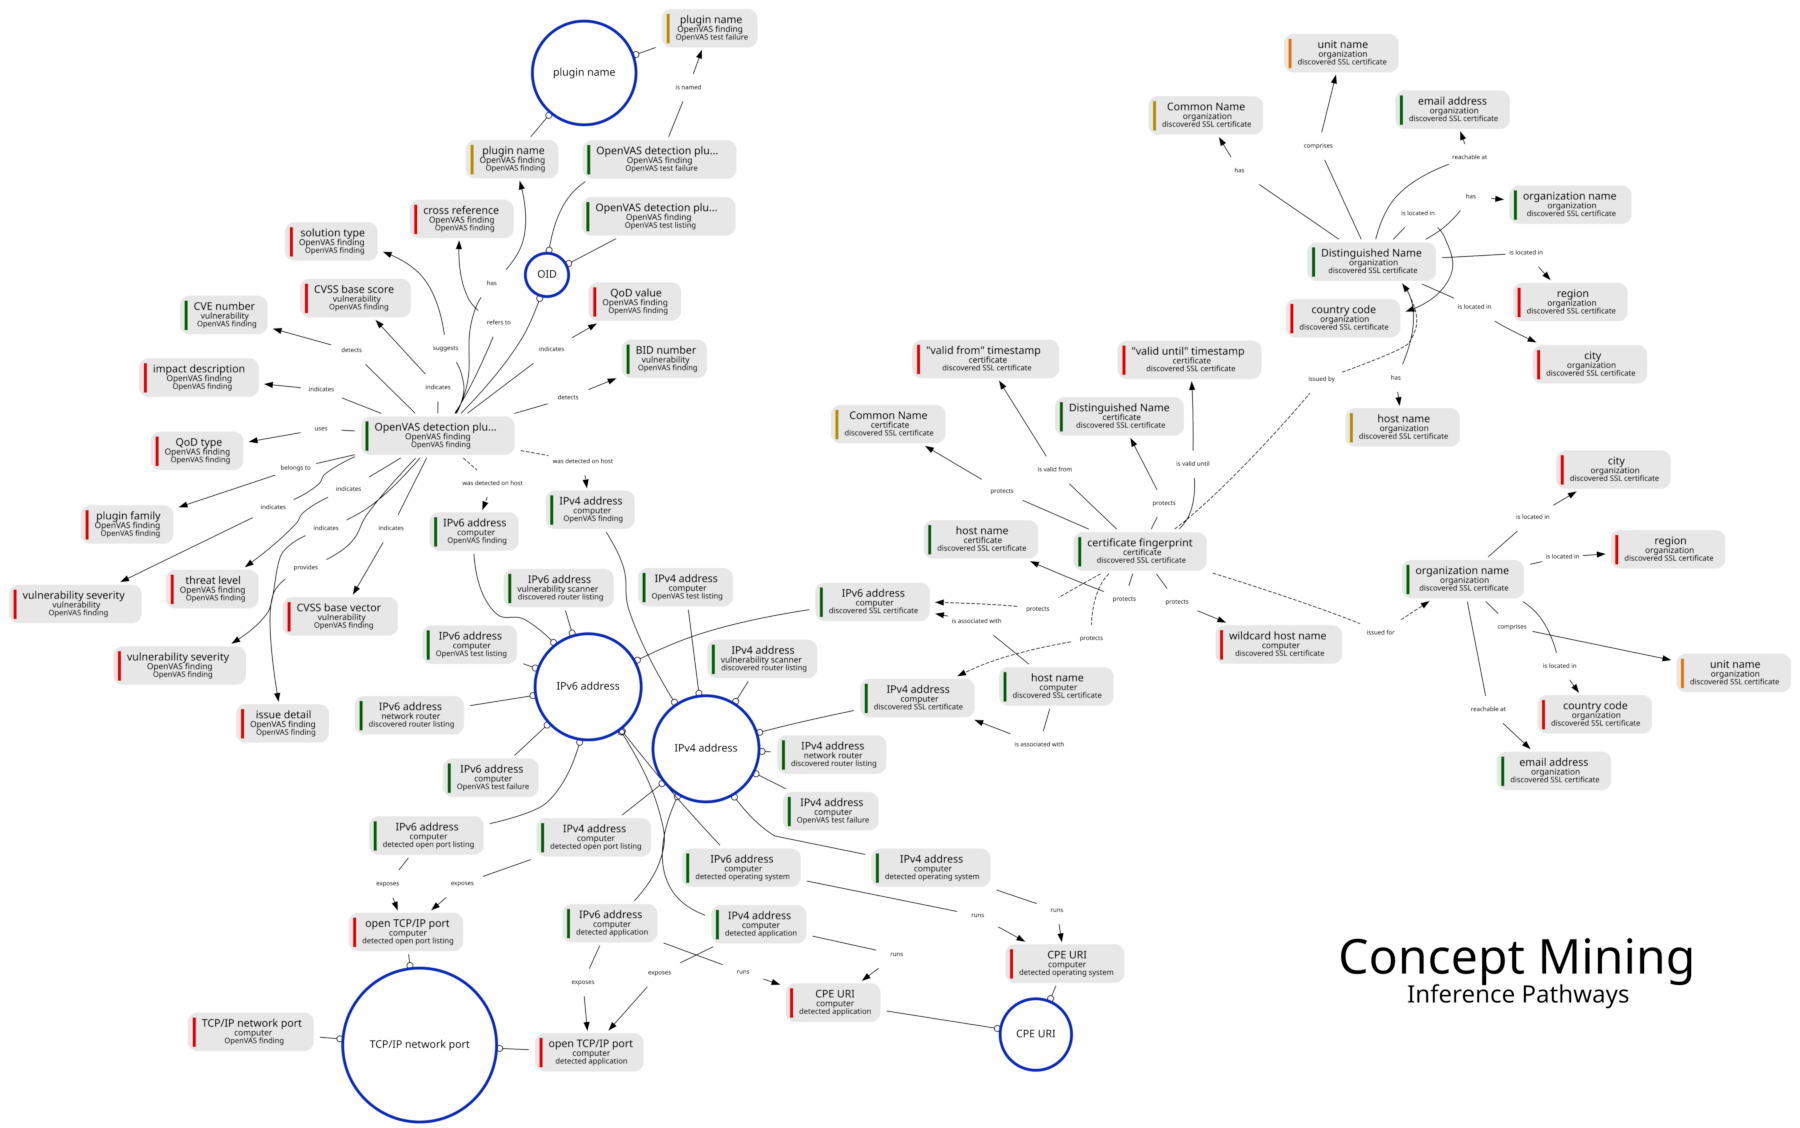 plugin name
OpenVAS finding
OpenVAS test failure
plugin name
is named
plugin name
OpenVAS finding
OpenVAS finding
OpenVAS detection plu...
OpenVAS finding
OpenVAS test failure
OpenVAS detection plu...
OpenVAS finding
OpenVAS test listing
cross reference
OpenVAS finding
OpenVAS finding
solution type
OpenVAS finding
OpenVAS finding
OID
has
CVSS base score
vulnerability
OpenVAS finding
QoD value
OpenVAS finding
OpenVAS finding
CVE number
vulnerability
OpenVAS finding
refers to
detects
suggests
indicates
BID number
vulnerability
OpenVAS finding
impact description
OpenVAS finding
OpenVAS finding
indicates
indicates
detects
OpenVAS detection plu...
OpenVAS finding
OpenVAS finding
uses
QoD type
OpenVAS finding
OpenVAS finding
belongs to
was detected on host
was detected on host
indicates
indicates
plugin family
OpenVAS finding
OpenVAS finding
indicates
indicates
IPv4 address
computer
OpenVAS finding
IPv6 address
computer
OpenVAS finding
provides
threat level
OpenVAS finding
OpenVAS finding
vulnerability severity
vulnerability
OpenVAS finding
CVSS base vector
vulnerability
OpenVAS finding
vulnerability severity
OpenVAS finding
OpenVAS finding
issue detail
OpenVAS finding
OpenVAS finding
IPv6 address
vulnerability scanner
discovered router listing
IPv4 address
computer
OpenVAS test listing
IPv6 address
computer
OpenVAS test listing
IPv4 address
vulnerability scanner
discovered router listing
IPv6 address
IPv6 address
network router
discovered router listing
IPv4 address
IPv4 address
network router
discovered router listing
IPv6 address
computer
OpenVAS test failure
IPv4 address
computer
OpenVAS test failure
IPv6 address
computer
detected open port listing
IPv4 address
computer
detected open port listing
IPv6 address
computer
detected operating system
IPv4 address
computer
detected operating system
exposes
exposes
open TCP/IP port
computer
detected open port listing
IPv6 address
computer
detected application
IPv4 address
computer
detected application
runs
runs
runs
runs
exposes
exposes
CPE URI
computer
detected operating system
CPE URI
computer
detected application
TCP/IP network port
computer
OpenVAS finding
TCP/IP network port
open TCP/IP port
computer
detected application
CPE URI
unit name
organization
discovered SSL certificate
Common Name
organization
discovered SSL certificate
email address
organization
discovered SSL certificate
comprises
reachable at
has
has
organization name
organization
discovered SSL certificate
is located in
Distinguished Name
organization
discovered SSL certificate
is located in
region
organization
discovered SSL certificate
is located in
country code
organization
discovered SSL certificate
city
organization
discovered SSL certificate
issued by
has
host name
organization
discovered SSL certificate
"valid from" timestamp
certificate
discovered SSL certificate
"valid until" timestamp
certificate
discovered SSL certificate
Common Name
certificate
discovered SSL certificate
Distinguished Name
certificate
discovered SSL certificate
is valid from
is valid until
protects
protects
host name
certificate
discovered SSL certificate
certificate fingerprint
certificate
discovered SSL certificate
protects
protects
protects
protects
IPv6 address
computer
discovered SSL certificate
is associated with
wildcard host name
computer
discovered SSL certificate
issued for
IPv4 address
computer
discovered SSL certificate
host name
computer
discovered SSL certificate
is associated with
city
organization
discovered SSL certificate
is located in
region
organization
discovered SSL certificate
is located in
organization name
organization
discovered SSL certificate
comprises
is located in
unit name
organization
discovered SSL certificate
reachable at
country code
organization
discovered SSL certificate
email address
organization
discovered SSL certificate
Concept Mining
Inference Pathways